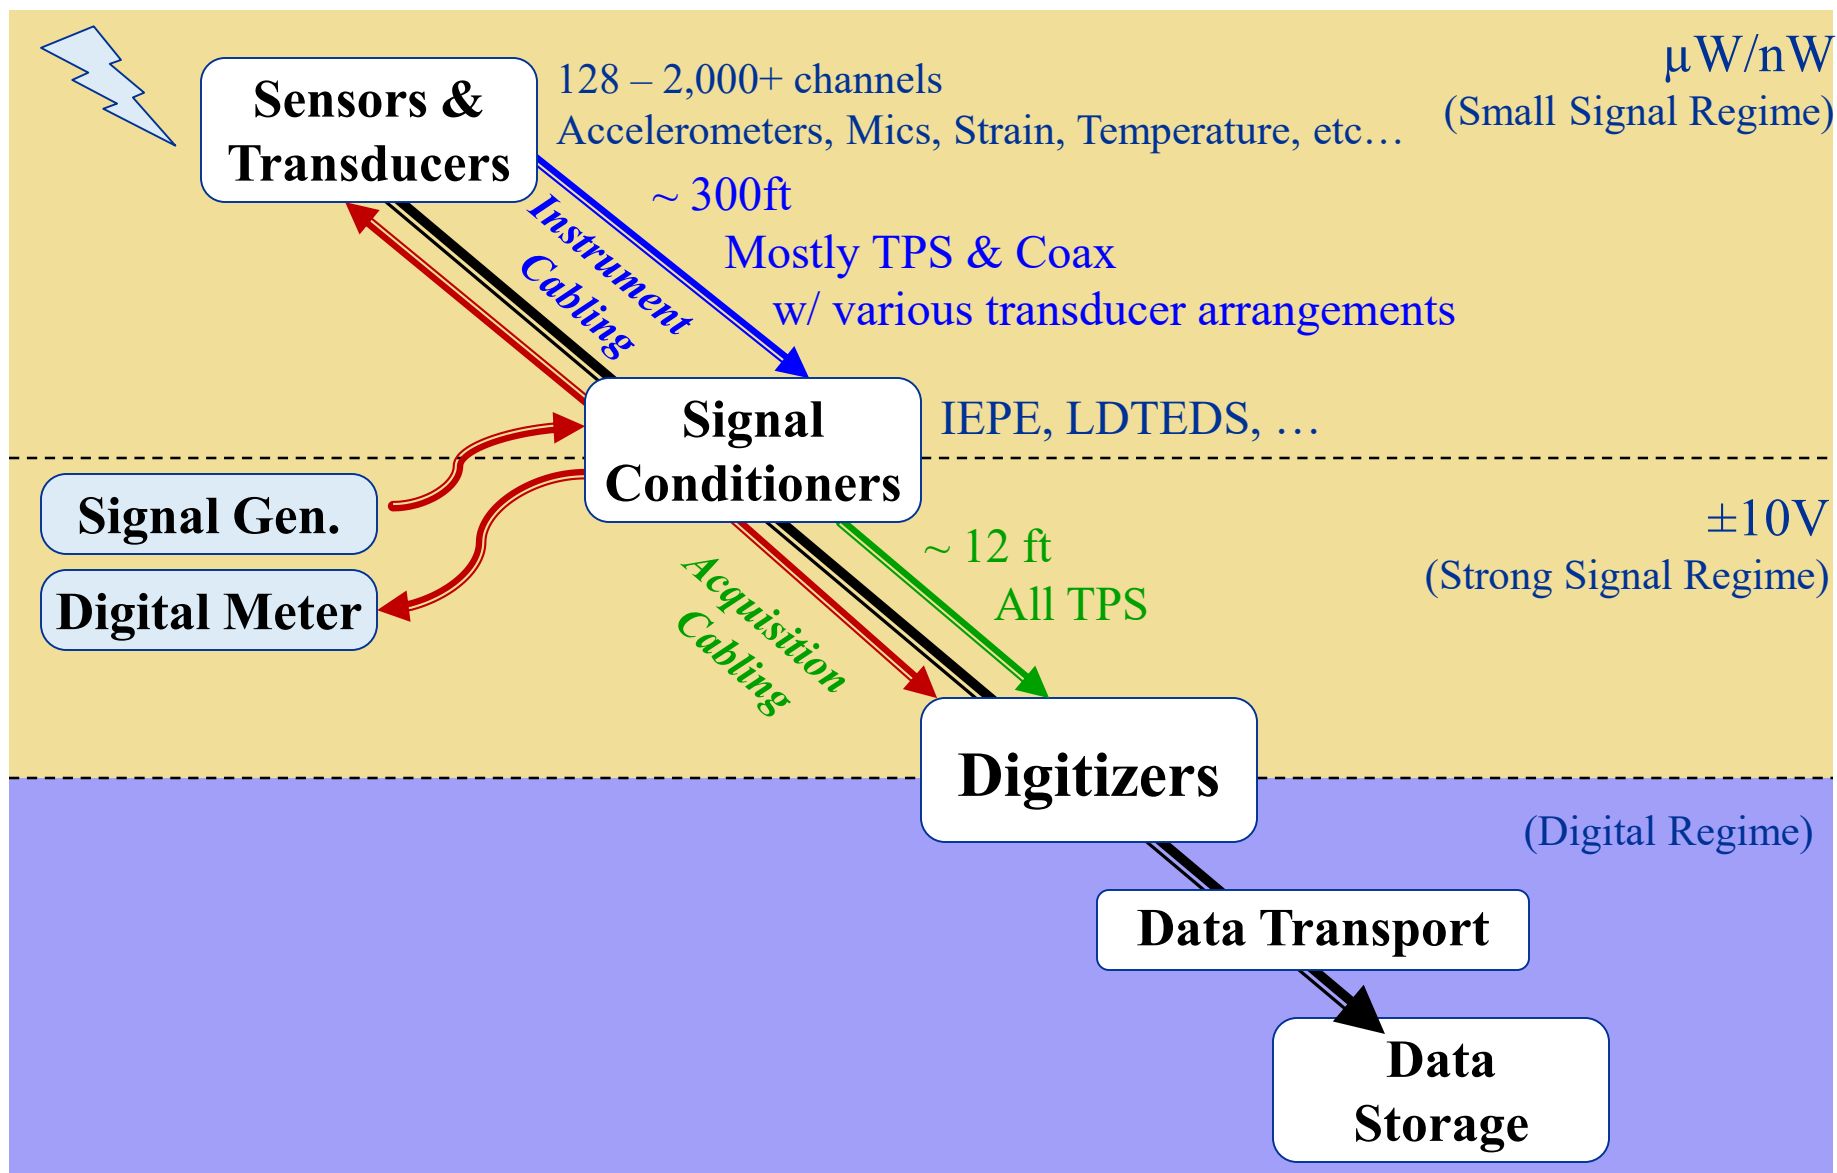 Sensors &
Transducers
128 – 2,000+ channels
Accelerometers, Mics, Strain, Temperature, etc…
µW/nW
(Small Signal Regime)
Instrument
Cabling
~ 300ft
Mostly TPS & Coax
w/ various transducer arrangements
Signal
Conditioners
IEPE, LDTEDS, …
Signal Gen.
Digital Meter
±10V
(Strong Signal Regime)
Acquisition
Cabling
~ 12 ft
All TPS
Digitizers
(Digital Regime)
Data Transport
Data
Storage